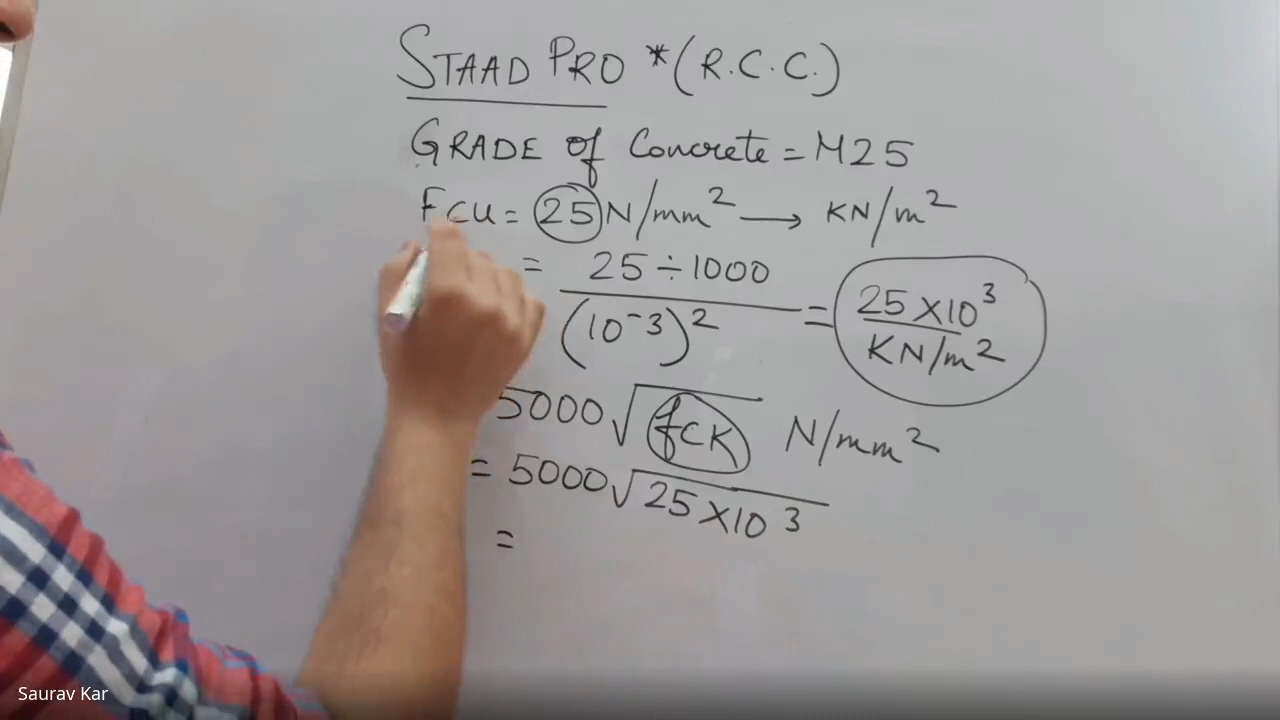 STAAD PRO *(R.C.C.)
GRADE of Concrete = M25
FCU = 25 N/mm² → KN/m²
= 25 ÷ 1000 / (10⁻³)² = 25 × 10³ / KN/m²
5000√fck N/mm²
= 5000√25 × 10³
=
Saurav Kar